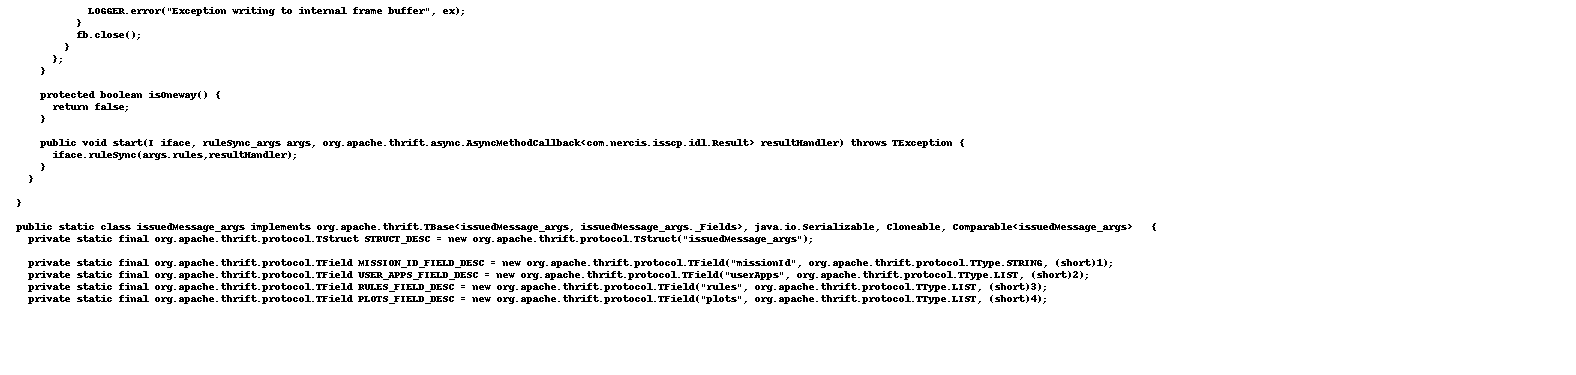 LOGGER.error("Exception writing to internal frame buffer", ex);
          }
          fb.close();
        }
      };
    }

    protected boolean isOneway() {
      return false;
    }

    public void start(I iface, ruleSync_args args, org.apache.thrift.async.AsyncMethodCallback<com.nercis.isscp.idl.Result> resultHandler) throws TException {
      iface.ruleSync(args.rules,resultHandler);
    }
  }

}

public static class issuedMessage_args implements org.apache.thrift.TBase<issuedMessage_args, issuedMessage_args._Fields>, java.io.Serializable, Cloneable, Comparable<issuedMessage_args>   {
  private static final org.apache.thrift.protocol.TStruct STRUCT_DESC = new org.apache.thrift.protocol.TStruct("issuedMessage_args");

  private static final org.apache.thrift.protocol.TField MISSION_ID_FIELD_DESC = new org.apache.thrift.protocol.TField("missionId", org.apache.thrift.protocol.TType.STRING, (short)1);
  private static final org.apache.thrift.protocol.TField USER_APPS_FIELD_DESC = new org.apache.thrift.protocol.TField("userApps", org.apache.thrift.protocol.TType.LIST, (short)2);
  private static final org.apache.thrift.protocol.TField RULES_FIELD_DESC = new org.apache.thrift.protocol.TField("rules", org.apache.thrift.protocol.TType.LIST, (short)3);
  private static final org.apache.thrift.protocol.TField PLOTS_FIELD_DESC = new org.apache.thrift.protocol.TField("plots", org.apache.thrift.protocol.TType.LIST, (short)4);